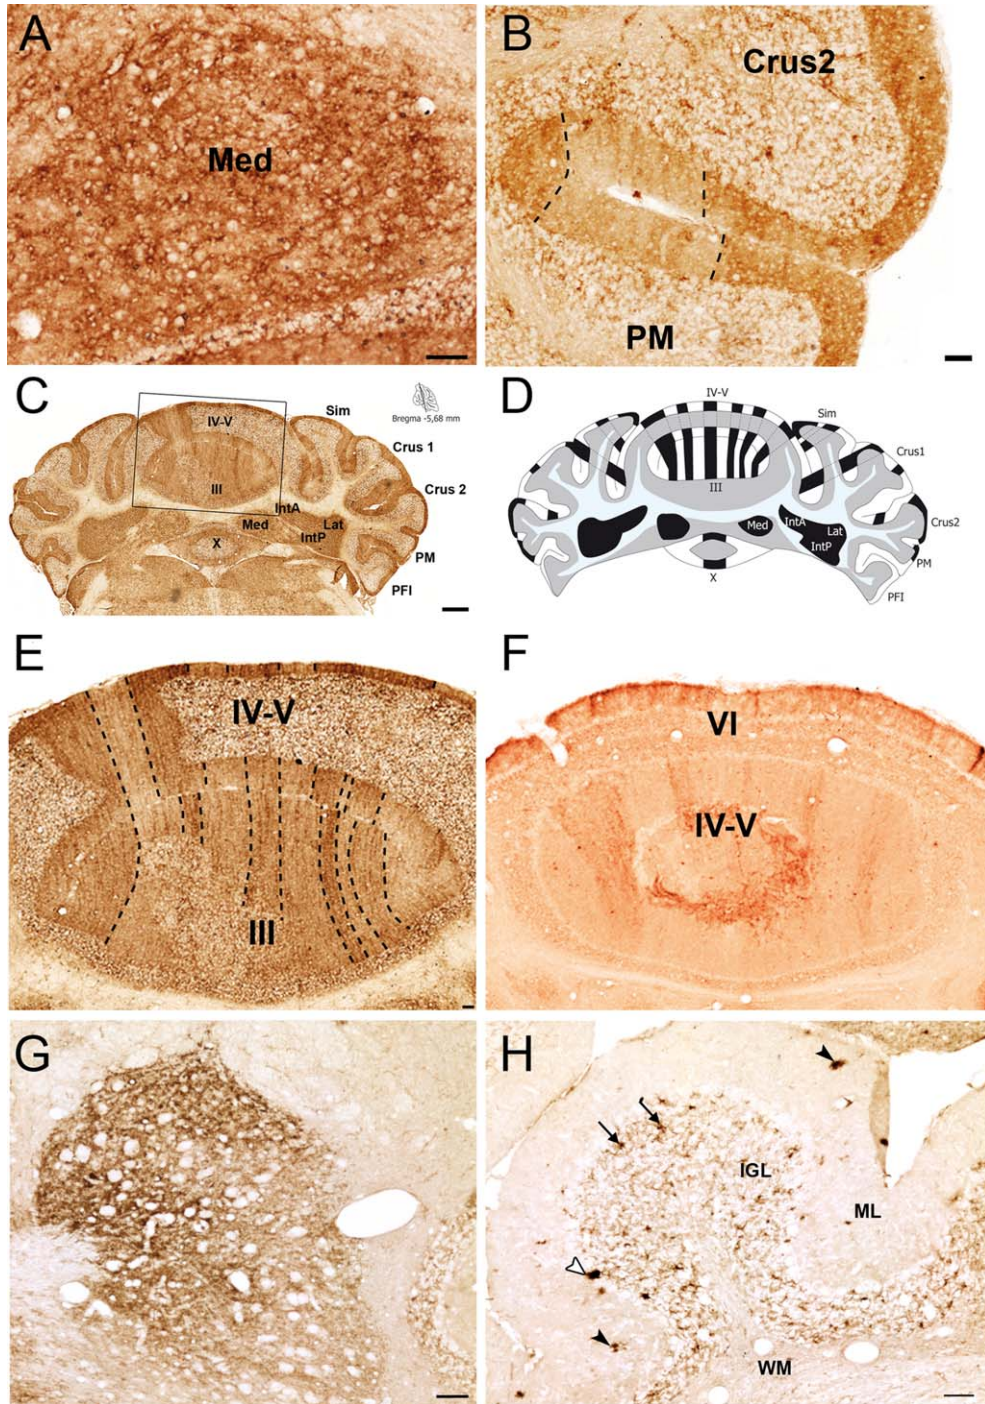 A
Med
B
Crus2
PM
C
Bregma -5,68 mm
Sim
IV-V
Crus 1
III
Crus 2
IntA
Med
Lat
IntP
X
PM
PFl
D
IV-V
Sim
Crus1
III
Med
IntA
Lat
Crus2
IntP
PM
X
PFl
E
IV-V
III
F
VI
IV-V
G
H
IGL
ML
WM